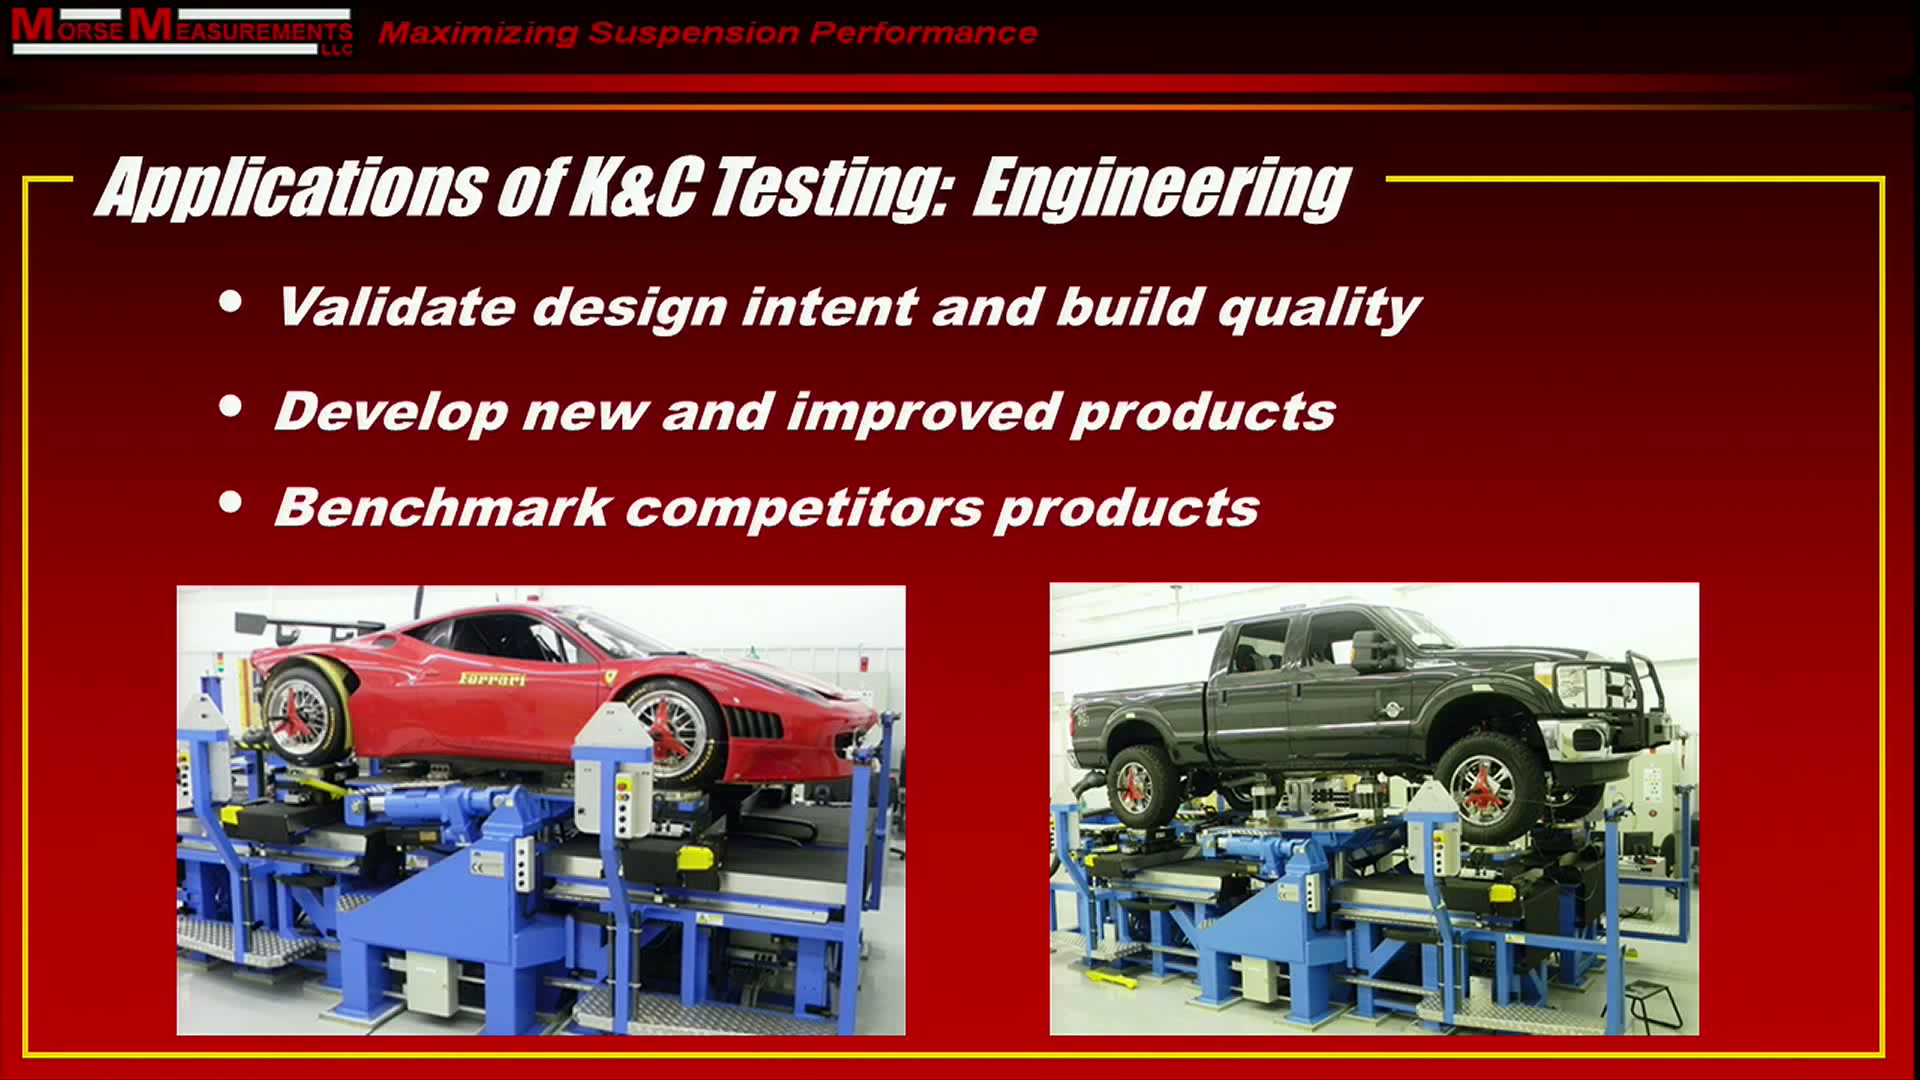 MORSE MEASUREMENTS LLC
Maximizing Suspension Performance
Applications of K&C Testing: Engineering
• Validate design intent and build quality
• Develop new and improved products
• Benchmark competitors products
Ferrari